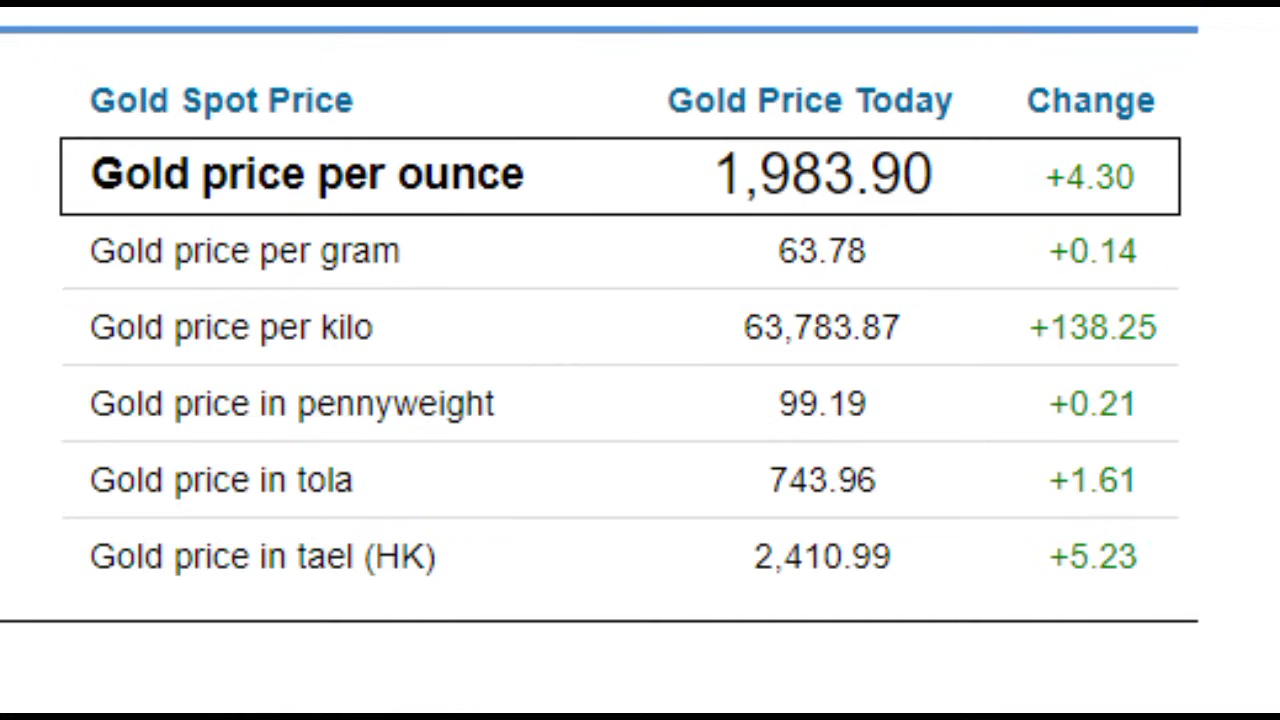 Gold Spot Price Gold Price Today Change
Gold price per ounce 1,983.90 +4.30
Gold price per gram 63.78 +0.14
Gold price per kilo 63,783.87 +138.25
Gold price in pennyweight 99.19 +0.21
Gold price in tola 743.96 +1.61
Gold price in tael (HK) 2,410.99 +5.23